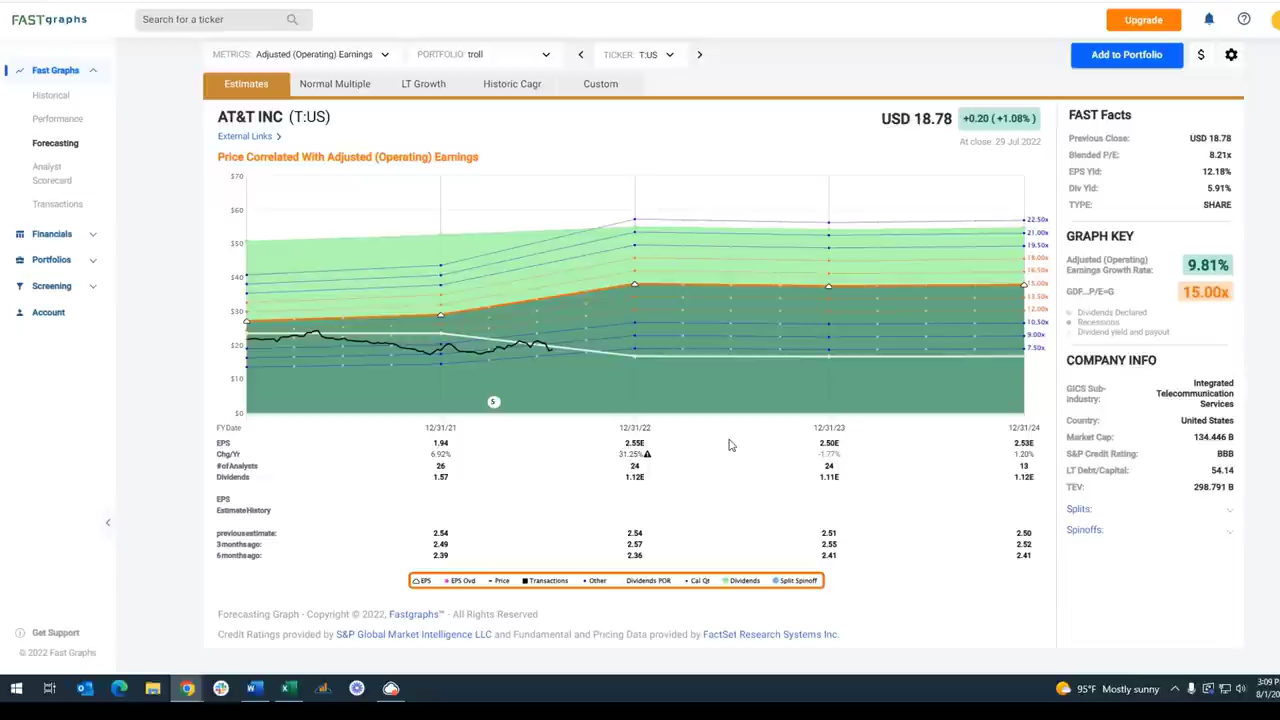 FASTgraphs
Search for a ticker
Upgrade
Fast Graphs
Historical
Performance
Forecasting
Analyst
Scorecard
Transactions
Financials
Portfolios
Screening
Account
METRICS: Adjusted (Operating) Earnings
PORTFOLIO: troll
TICKER: T:US
Add to Portfolio
$
Estimates
Normal Multiple
LT Growth
Historic Cagr
Custom
AT&T INC (T:US)
External Links
USD 18.78
+0.20 ( +1.08% )
At close: 29 Jul 2022
Price Correlated With Adjusted (Operating) Earnings
$70
$60
$50
$40
$30
$20
$10
$0
22.50x
21.00x
19.50x
18.00x
16.50x
15.00x
13.50x
12.00x
10.50x
9.00x
7.50x
S
FY Date 12/31/21 12/31/22 12/31/23 12/31/24
EPS 1.94 2.55E 2.50E 2.53E
Chg/Yr 6.92% 31.25% -1.77% 1.20%
# of Analysts 26 24 24 13
Dividends 1.57 1.12E 1.11E 1.12E
EPS
Estimate History
previous estimate: 2.54 2.54 2.51 2.50
3 months ago: 2.49 2.57 2.55 2.52
6 months ago: 2.39 2.36 2.41 2.41
EPS EPS Ovd Price Transactions Other Dividends POR Cal Qt Dividends Split Spinoff
Forecasting Graph - Copyright © 2022, Fastgraphs™ - All Rights Reserved
Credit Ratings provided by S&P Global Market Intelligence LLC and Fundamental and Pricing Data provided by FactSet Research Systems Inc.
FAST Facts
Previous Close: USD 18.78
Blended P/E: 8.21x
EPS Yld: 12.18%
Div Yld: 5.91%
TYPE: SHARE
GRAPH KEY
Adjusted (Operating)
Earnings Growth Rate: 9.81%
GDF...P/E=G 15.00x
Dividends Declared
Recessions
Dividend yield and payout
COMPANY INFO
GICS Sub-industry: Integrated Telecommunication Services
Country: United States
Market Cap: 134.446 B
S&P Credit Rating: BBB
LT Debt/Capital: 54.14
TEV: 298.791 B
Splits:
Spinoffs:
Get Support
© 2022 Fast Graphs
95°F Mostly sunny
3:09 P
8/1/20